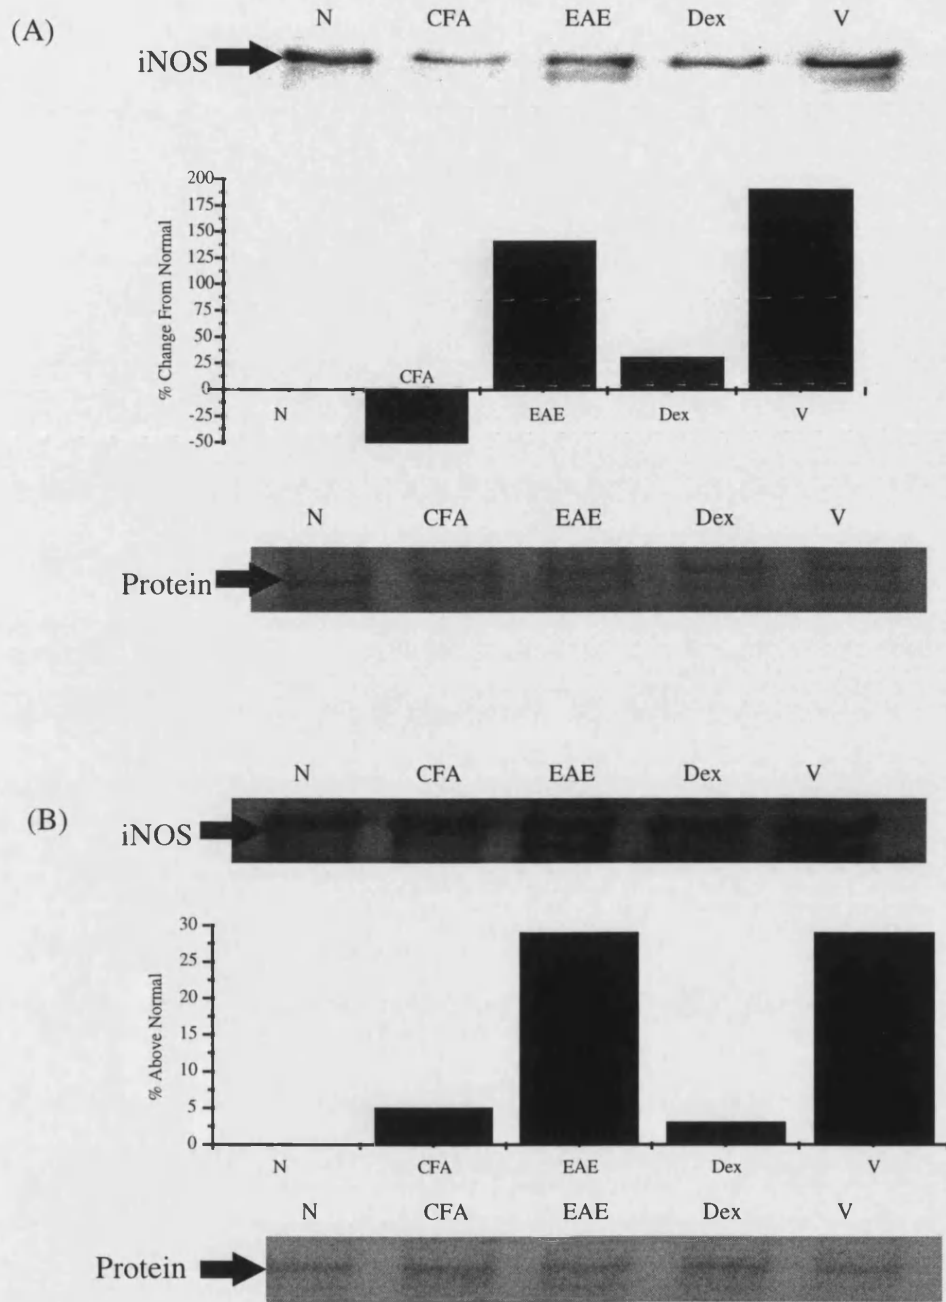 (A)
N CFA EAE Dex V
iNOS
% Change From Normal
200
175
150
125
100
75
50
25
0
-25
-50
CFA
N EAE Dex V
N CFA EAE Dex V
Protein
(B)
N CFA EAE Dex V
iNOS
% Above Normal
30
25
20
15
10
5
0
N CFA EAE Dex V
N CFA EAE Dex V
Protein